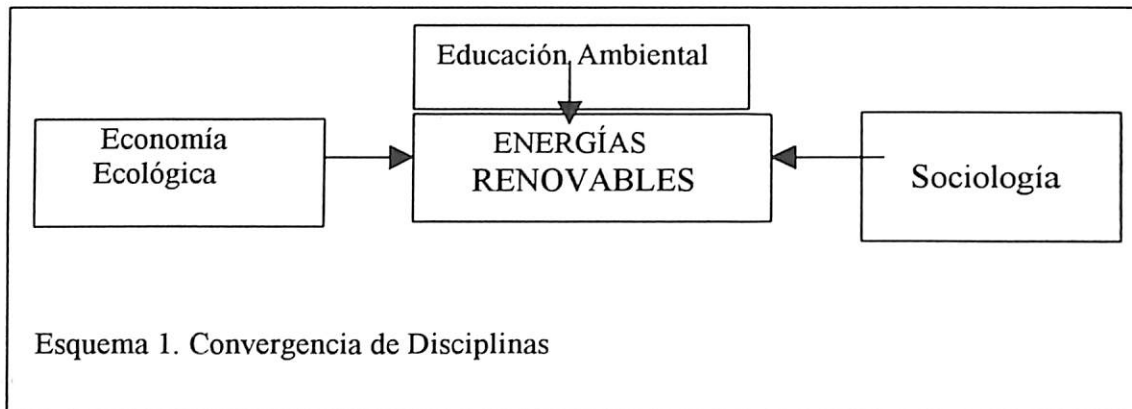 Educación Ambiental
Economía
Ecológica
ENERGÍAS
RENOVABLES
Sociología
Esquema 1. Convergencia de Disciplinas